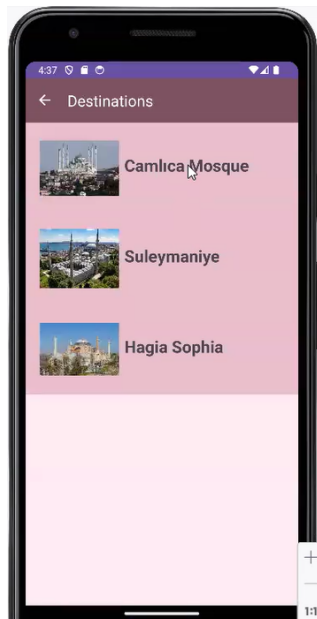 4:37
Destinations
Camlıca Mosque
Suleymaniye
Hagia Sophia
1:1